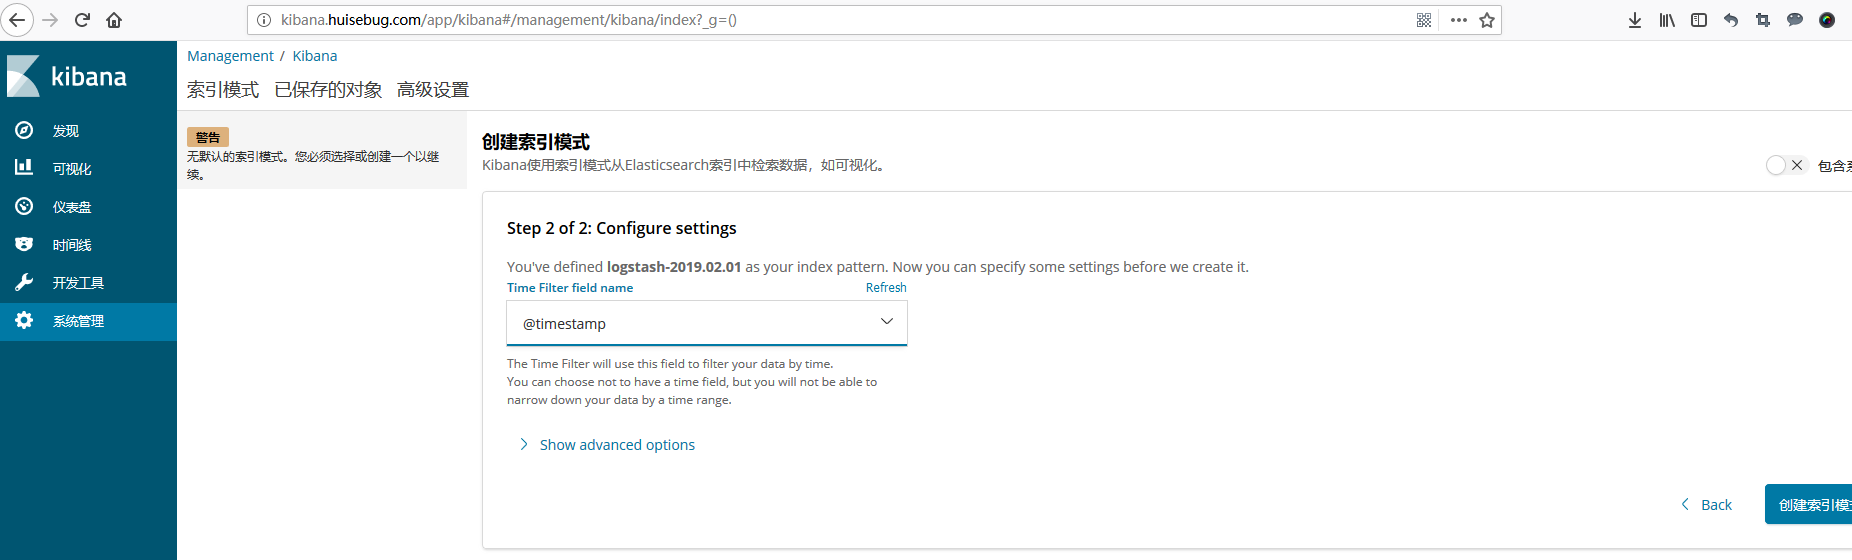 kibana.huisebug.com/app/kibana#/management/kibana/index?_g=()
kibana
发现
可视化
仪表盘
时间线
开发工具
系统管理
Management / Kibana
索引模式 已保存的对象 高级设置
警告
无默认的索引模式。您必须选择或创建一个以继
续。
创建索引模式
Kibana使用索引模式从Elasticsearch索引中检索数据，如可视化。
包含
Step 2 of 2: Configure settings
You've defined logstash-2019.02.01 as your index pattern. Now you can specify some settings before we create it.
Time Filter field name Refresh
@timestamp
The Time Filter will use this field to filter your data by time.
You can choose not to have a time field, but you will not be able to
narrow down your data by a time range.
Show advanced options
Back
创建索引模